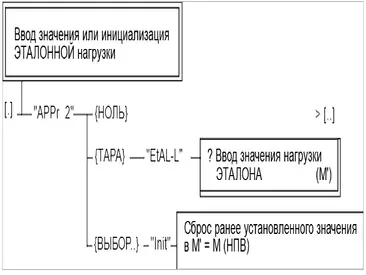 Ввод значения или инициализация
ЭТАЛОННОЙ нагрузки
[.] "APPr 2" {НОЛЬ} > [..]
{ТАРА} "EtAL-L" ? Ввод значения нагрузки
ЭТАЛОНА (M')
{ВЫБОР..} "Init" Сброс ранее установленного значения
в M' = M (НПВ)